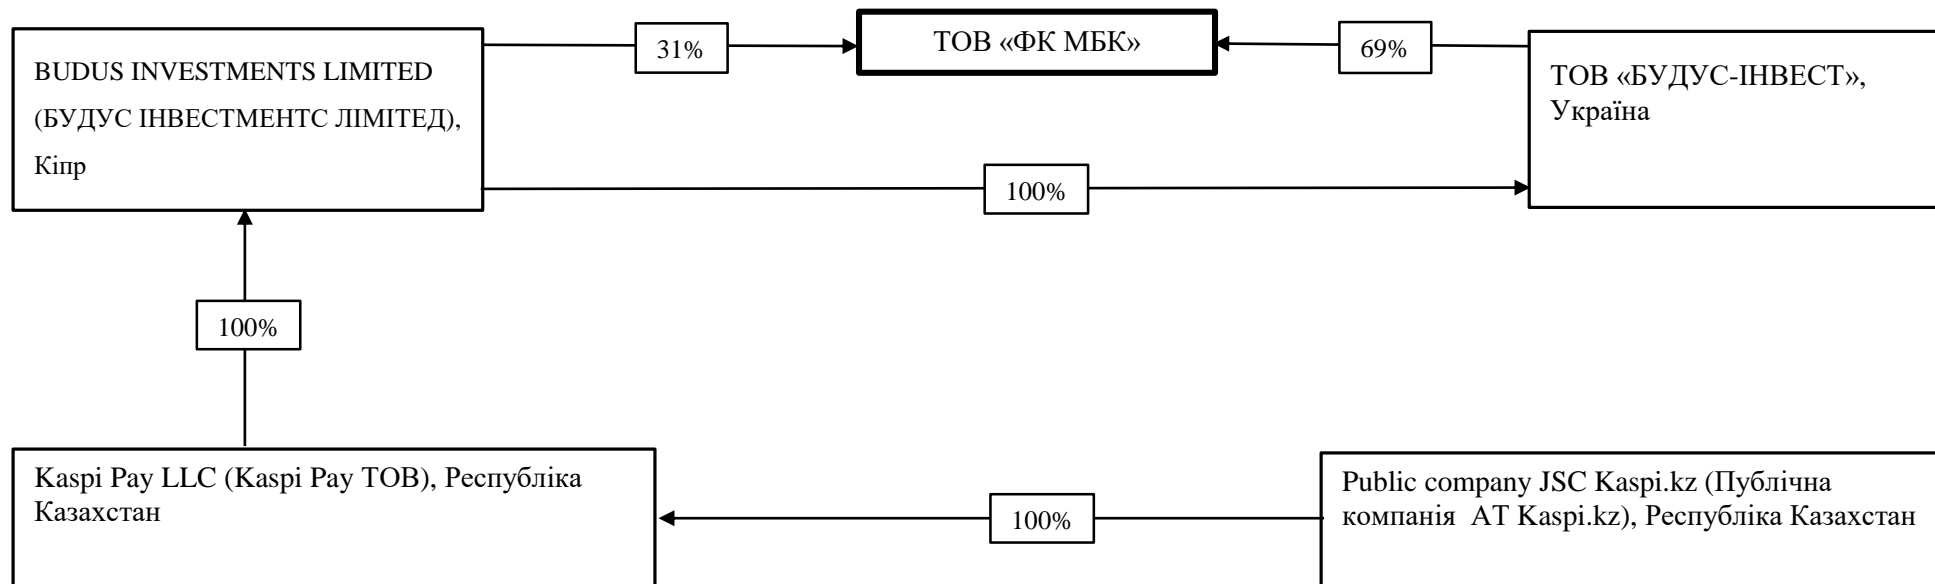 BUDUS INVESTMENTS LIMITED
(БУДУС ІНВЕСТМЕНТС ЛІМІТЕД),
Кіпр
31%
ТОВ «ФК МБК»
69%
ТОВ «БУДУС-ІНВЕСТ»,
Україна
100%
100%
Kaspi Pay LLC (Kaspi Pay ТОВ), Республіка
Казахстан
100%
Public company JSC Kaspi.kz (Публічна
компанія АТ Kaspi.kz), Республіка Казахстан